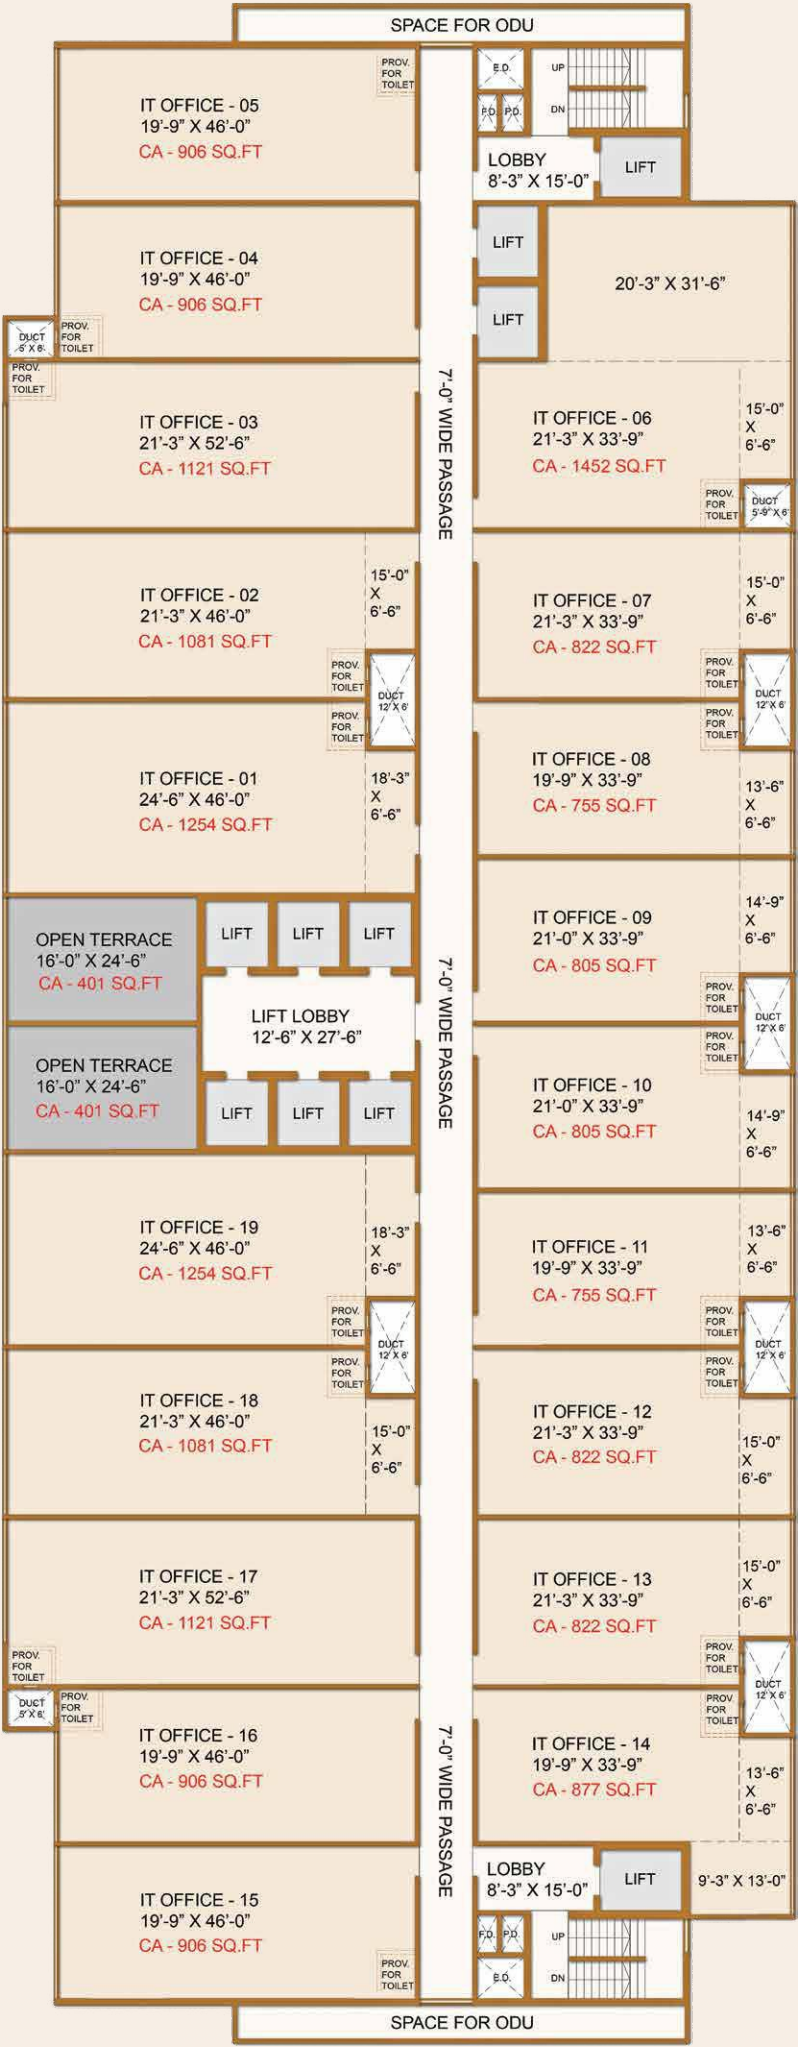 SPACE FOR ODU
PROV.
FOR
TOILET
IT OFFICE - 05
19'-9” X 46'-0”
CA - 906 SQ.FT
E.D.
UP
F.D.
P.D.
DN
LOBBY
8'-3” X 15'-0”
LIFT
IT OFFICE - 04
19'-9” X 46'-0”
CA - 906 SQ.FT
LIFT
LIFT
20'-3” X 31'-6”
DUCT
5' X 6'
PROV.
FOR
TOILET
PROV.
FOR
TOILET
7'-0” WIDE PASSAGE
IT OFFICE - 03
21'-3” X 52'-6”
CA - 1121 SQ.FT
IT OFFICE - 06
21'-3” X 33'-9”
CA - 1452 SQ.FT
15'-0”
X
6'-6”
PROV.
FOR
TOILET
DUCT
5'-9” X 6'
IT OFFICE - 02
21'-3” X 46'-0”
CA - 1081 SQ.FT
15'-0”
X
6'-6”
IT OFFICE - 07
21'-3” X 33'-9”
CA - 822 SQ.FT
15'-0”
X
6'-6”
PROV.
FOR
TOILET
DUCT
12' X 6'
PROV.
FOR
TOILET
PROV.
FOR
TOILET
DUCT
12' X 6'
PROV.
FOR
TOILET
IT OFFICE - 01
24'-6” X 46'-0”
CA - 1254 SQ.FT
18'-3”
X
6'-6”
IT OFFICE - 08
19'-9” X 33'-9”
CA - 755 SQ.FT
13'-6”
X
6'-6”
OPEN TERRACE
16'-0” X 24'-6”
CA - 401 SQ.FT
LIFT
LIFT
LIFT
IT OFFICE - 09
21'-0” X 33'-9”
CA - 805 SQ.FT
14'-9”
X
6'-6”
LIFT LOBBY
12'-6” X 27'-6”
7'-0” WIDE PASSAGE
PROV.
FOR
TOILET
DUCT
12' X 6'
PROV.
FOR
TOILET
OPEN TERRACE
16'-0” X 24'-6”
CA - 401 SQ.FT
LIFT
LIFT
LIFT
IT OFFICE - 10
21'-0” X 33'-9”
CA - 805 SQ.FT
14'-9”
X
6'-6”
IT OFFICE - 19
24'-6” X 46'-0”
CA - 1254 SQ.FT
18'-3”
X
6'-6”
IT OFFICE - 11
19'-9” X 33'-9”
CA - 755 SQ.FT
13'-6”
X
6'-6”
PROV.
FOR
TOILET
DUCT
12' X 6'
PROV.
FOR
TOILET
PROV.
FOR
TOILET
DUCT
12' X 6'
PROV.
FOR
TOILET
IT OFFICE - 18
21'-3” X 46'-0”
CA - 1081 SQ.FT
15'-0”
X
6'-6”
IT OFFICE - 12
21'-3” X 33'-9”
CA - 822 SQ.FT
15'-0”
X
6'-6”
IT OFFICE - 17
21'-3” X 52'-6”
CA - 1121 SQ.FT
IT OFFICE - 13
21'-3” X 33'-9”
CA - 822 SQ.FT
15'-0”
X
6'-6”
PROV.
FOR
TOILET
DUCT
5' X 6'
PROV.
FOR
TOILET
PROV.
FOR
TOILET
DUCT
12' X 6'
PROV.
FOR
TOILET
IT OFFICE - 16
19'-9” X 46'-0”
CA - 906 SQ.FT
7'-0” WIDE PASSAGE
IT OFFICE - 14
19'-9” X 33'-9”
CA - 877 SQ.FT
13'-6”
X
6'-6”
LOBBY
8'-3” X 15'-0”
LIFT
9'-3” X 13'-0”
IT OFFICE - 15
19'-9” X 46'-0”
CA - 906 SQ.FT
PROV.
FOR
TOILET
F.D.
P.D.
UP
E.D.
DN
SPACE FOR ODU